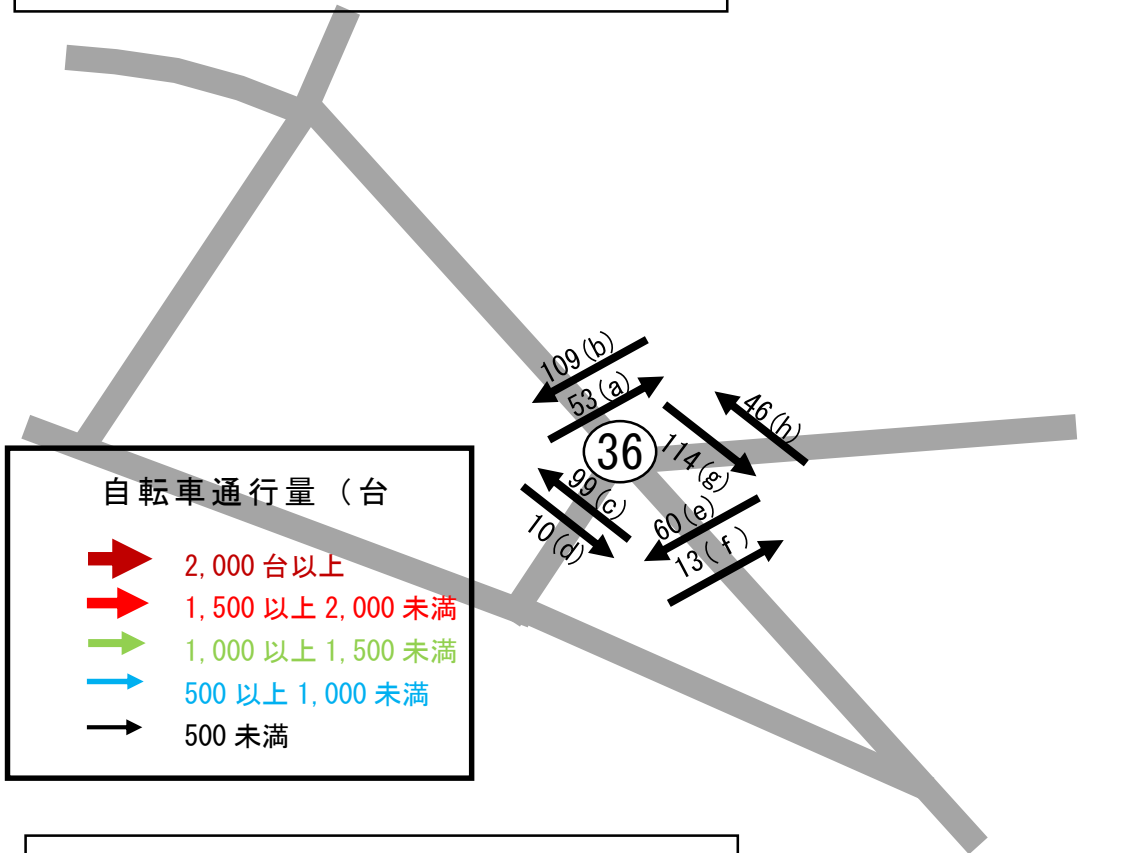 109(b)
53(a)
46(h)
36
114(g)
99(c)
10(d)
60(e)
13(f)
自転車通行量（台
2,000 台以上
1,500 以上 2,000 未満
1,000 以上 1,500 未満
500 以上 1,000 未満
500 未満